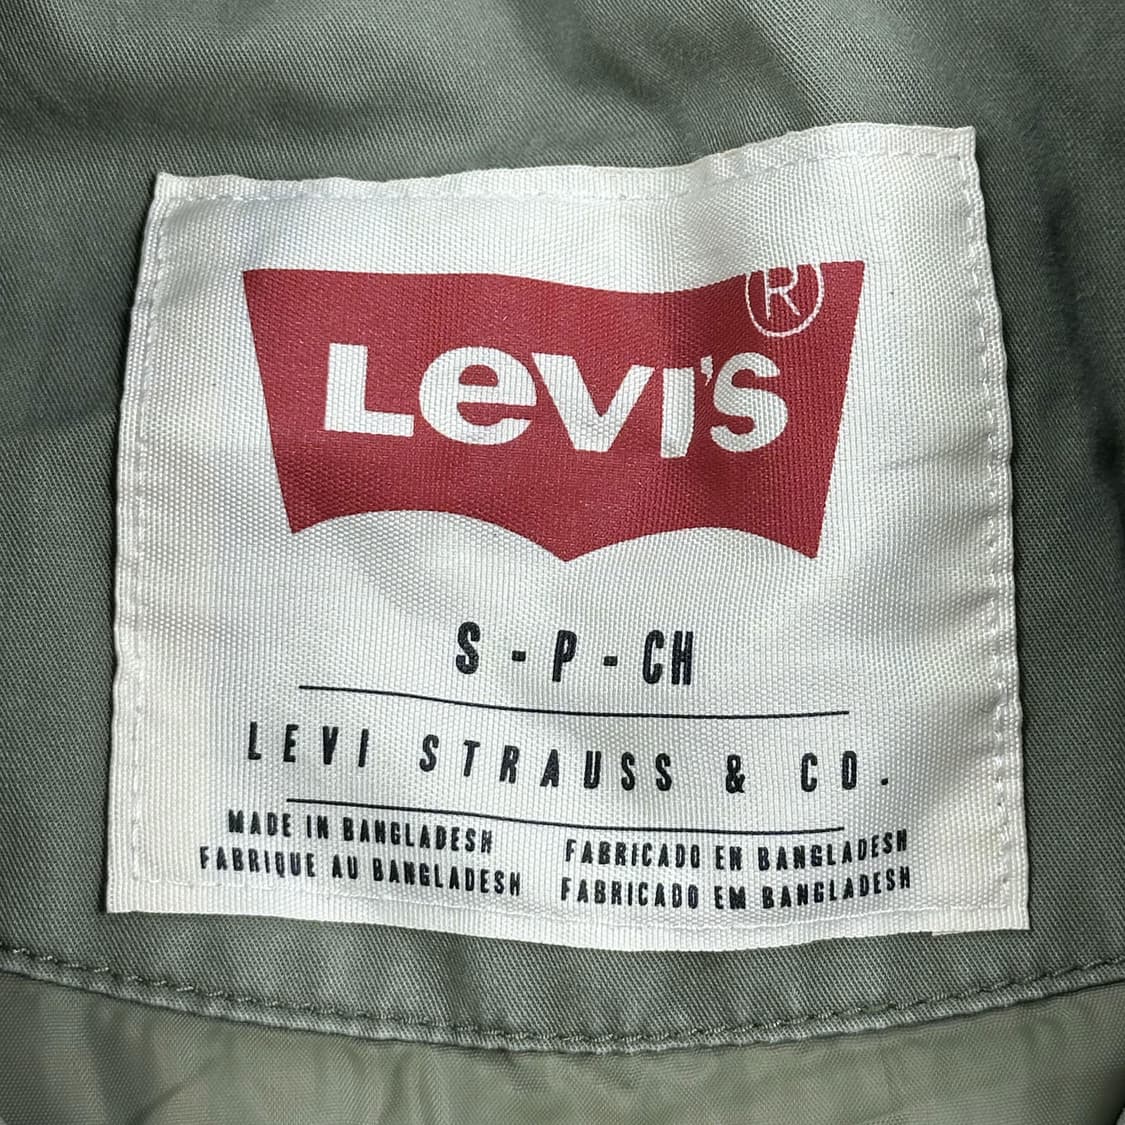 LEVI'S ®
S - P - CH
LEVI STRAUSS & CO.
MADE IN BANGLADESH
FABRIQUE AU BANGLADESH
FABRICADO EN BANGLADESH
FABRICADO EM BANGLADESH